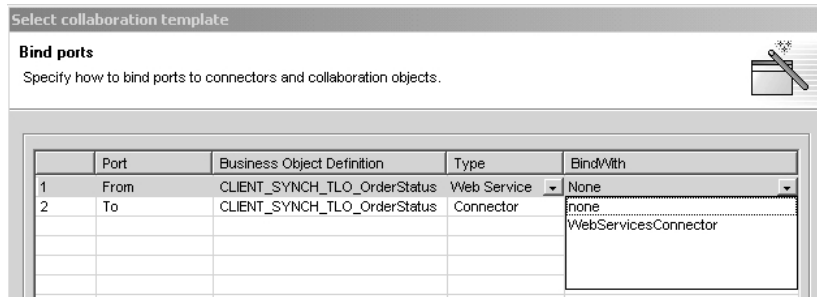 Select collaboration template
Bind ports
Specify how to bind ports to connectors and collaboration objects.
Port Business Object Definition Type BindWith
1 From CLIENT_SYNCH_TLO_OrderStatus Web Service None
2 To CLIENT_SYNCH_TLO_OrderStatus Connector none
WebServicesConnector